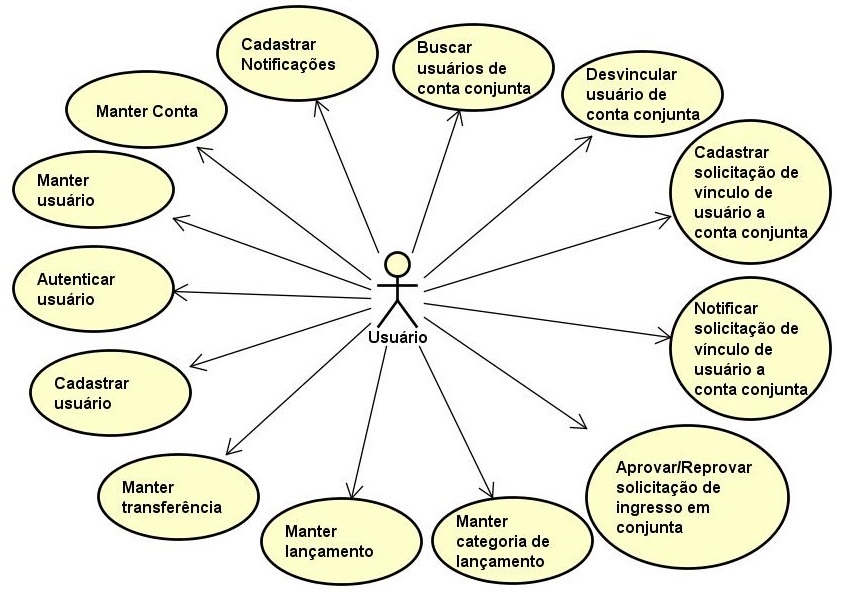 Cadastrar
Notificações
Buscar
usuários de
conta conjunta
Desvincular
usuário de
conta conjunta
Manter Conta
Cadastrar
solicitação de
vínculo de
usuário a
conta conjunta
Manter
usuário
Autenticar
usuário
Notificar
solicitação de
vínculo de
usuário a
conta conjunta
Usuário
Cadastrar
usuário
Aprovar/Reprovar
solicitação de
ingresso em
conjunta
Manter
transferência
Manter
lançamento
Manter
categoria de
lançamento